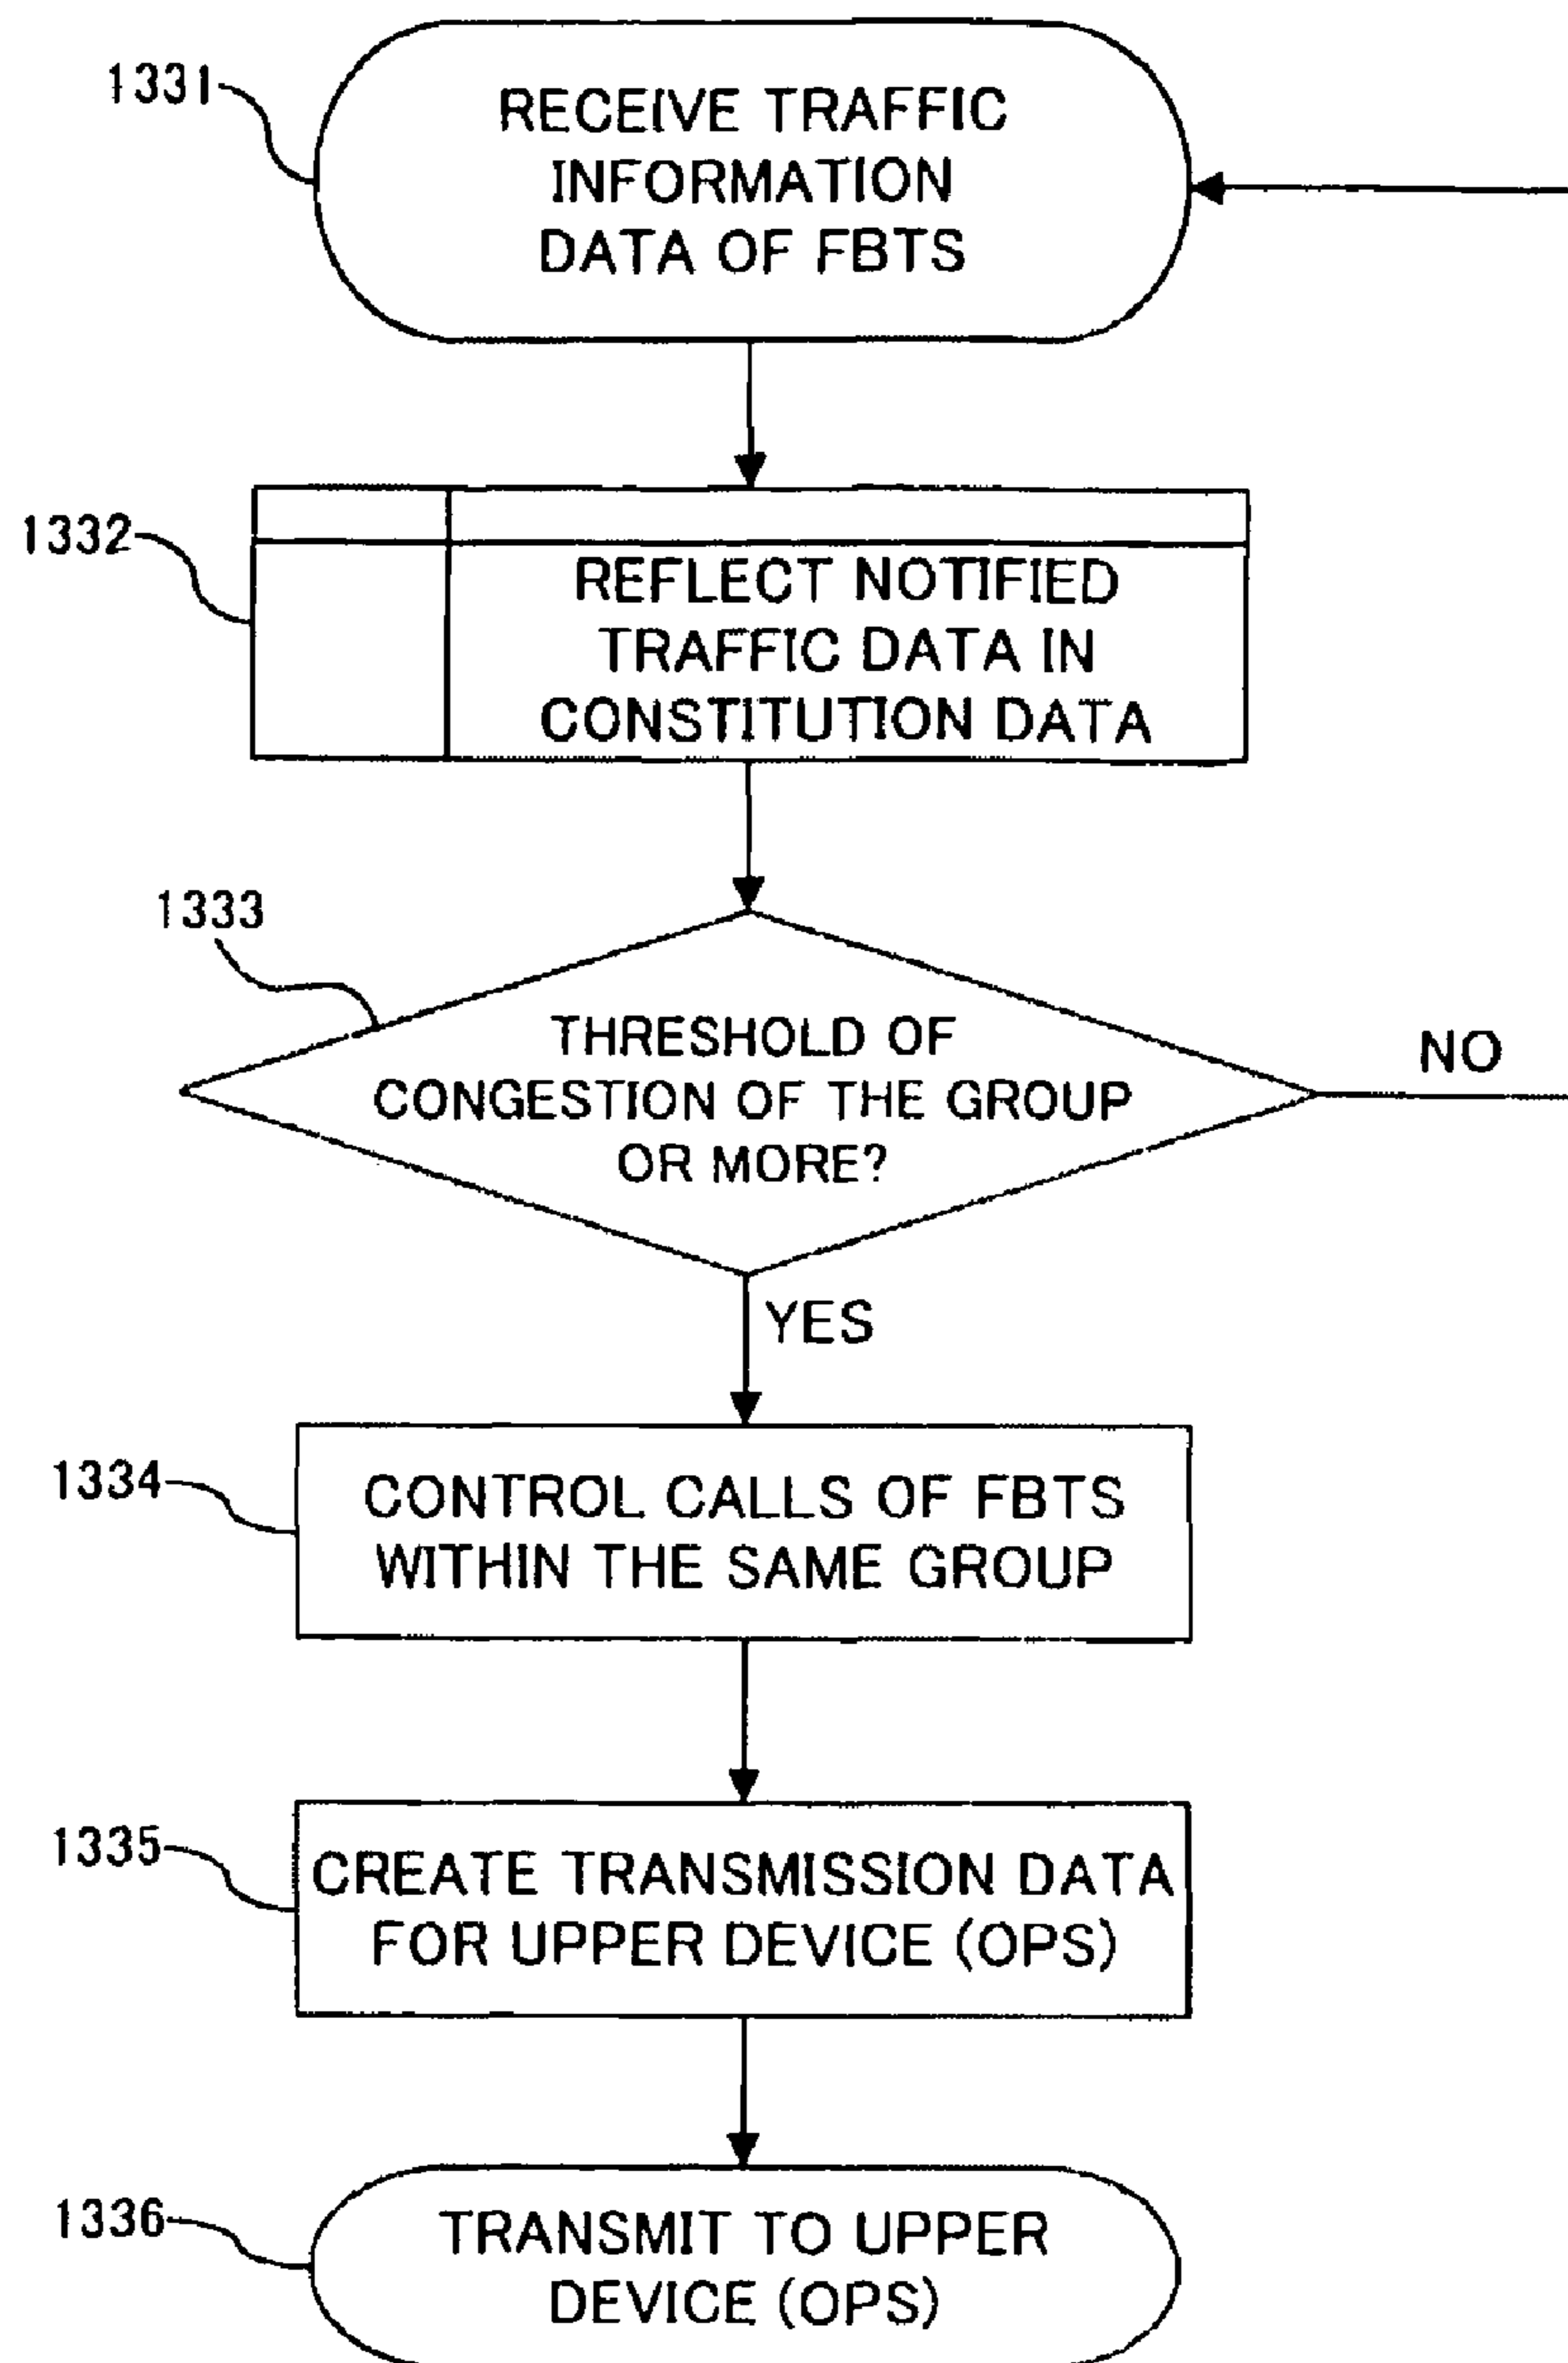 1331
RECEIVE TRAFFIC
INFORMATION
DATA OF FBTS
1332
REFLECT NOTIFIED
TRAFFIC DATA IN
CONSTITUTION DATA
1333
THRESHOLD OF
CONGESTION OF THE GROUP
OR MORE?
NO
YES
1334
CONTROL CALLS OF FBTS
WITHIN THE SAME GROUP
1335
CREATE TRANSMISSION DATA
FOR UPPER DEVICE (OPS)
1336
TRANSMIT TO UPPER
DEVICE (OPS)